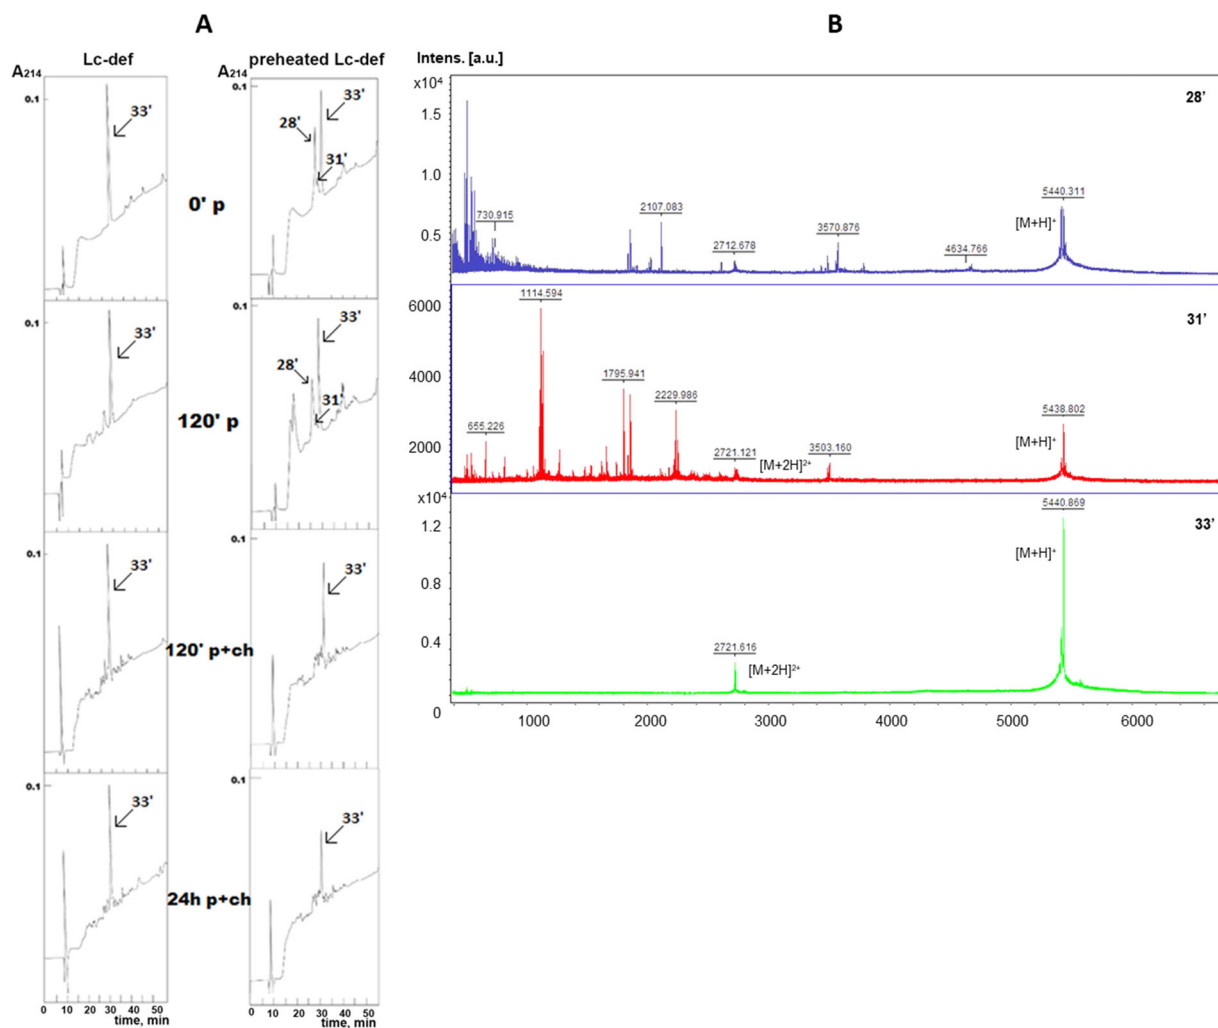 A
B
Lc-def
preheated Lc-def
A214
0.1
33'
A214
0.1
33'
28'
31'
0' p
0.1
33'
0.1
33'
28'
31'
120' p
0.1
33'
0.1
33'
120' p+ch
0.1
33'
0.1
33'
24h p+ch
0 10 20 30 40 50
time, min
0 10 20 30 40 50
time, min
Intens. [a.u.]
x10⁴
1.5
1.0
0.5
28'
730.915
2107.083
2712.678
3570.876
4634.766
5440.311
[M+H]⁺
6000
4000
2000
31'
655.226
1114.594
1795.941
2229.986
2721.121
[M+2H]²⁺
3503.160
5438.802
[M+H]⁺
x10⁴
1.2
0.8
0.4
0
33'
5440.869
[M+H]⁺
2721.616
[M+2H]²⁺
1000 2000 3000 4000 5000 6000